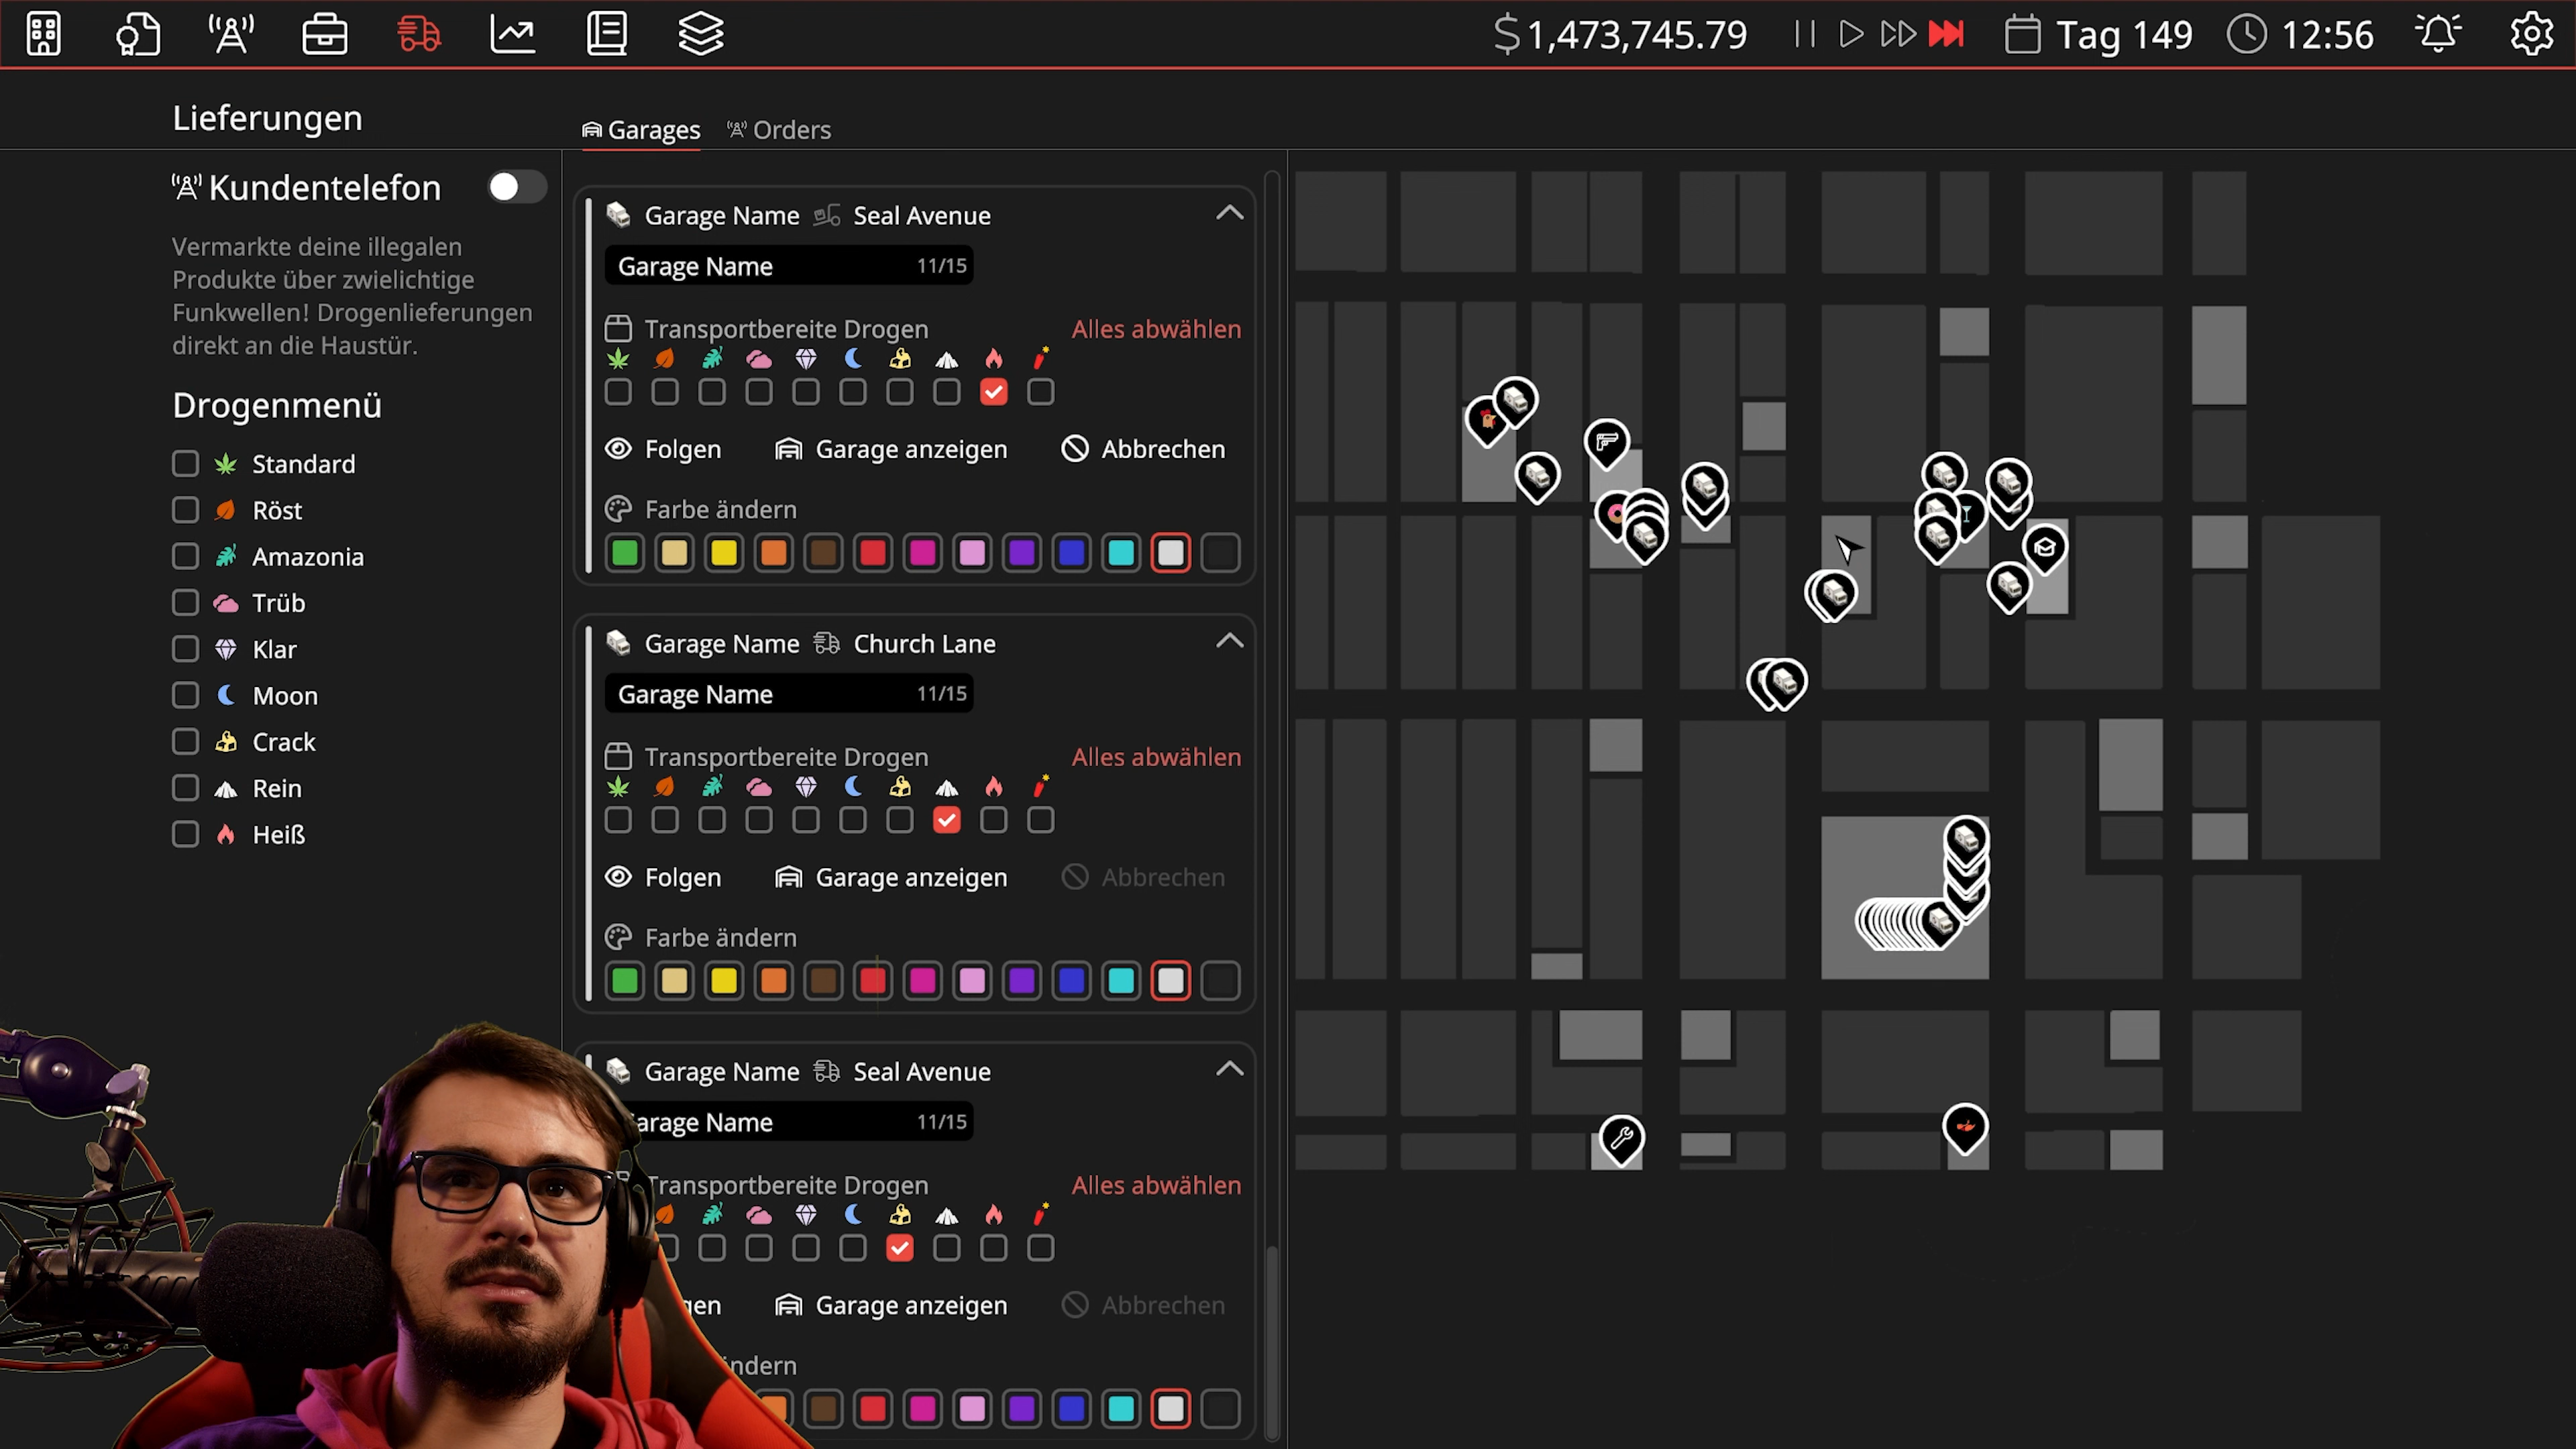 $1,473,745.79
Tag 149
12:56
Lieferungen
Garages
Orders
Kundentelefon
Vermarkte deine illegalen
Produkte über zwielichtige
Funkwellen! Drogenlieferungen
direkt an die Haustür.
Drogenmenü
Standard
Röst
Amazonia
Trüb
Klar
Moon
Crack
Rein
Heiß
Garage Name Seal Avenue
Garage Name 11/15
Transportbereite Drogen Alles abwählen
Folgen Garage anzeigen Abbrechen
Farbe ändern
Garage Name Church Lane
Garage Name 11/15
Transportbereite Drogen Alles abwählen
Folgen Garage anzeigen Abbrechen
Farbe ändern
Garage Name Seal Avenue
arage Name 11/15
Transportbereite Drogen Alles abwählen
gen Garage anzeigen Abbrechen
ändern